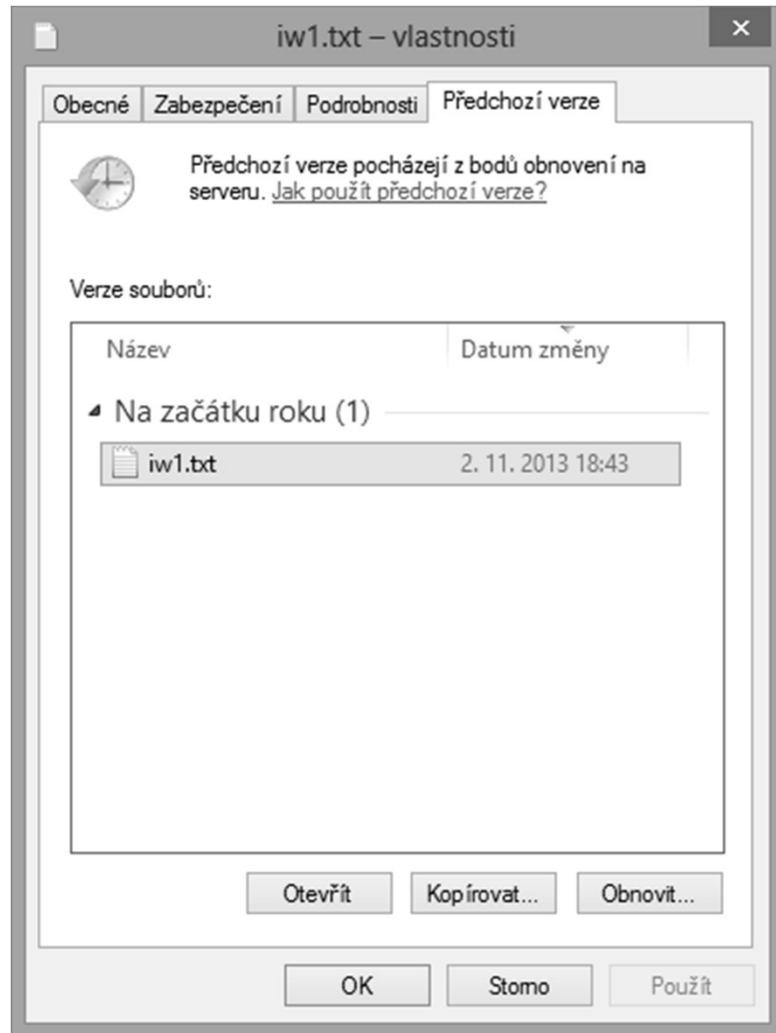 iw1.txt – vlastnosti
Obecné Zabezpečení Podrobnosti Předchozí verze
Předchozí verze pocházejí z bodů obnovení na
serveru. Jak použít předchozí verze?
Verze souborů:
Název Datum změny
Na začátku roku (1)
iw1.txt 2. 11. 2013 18:43
Otevřít Kopírovat... Obnovit...
OK Storno Použít